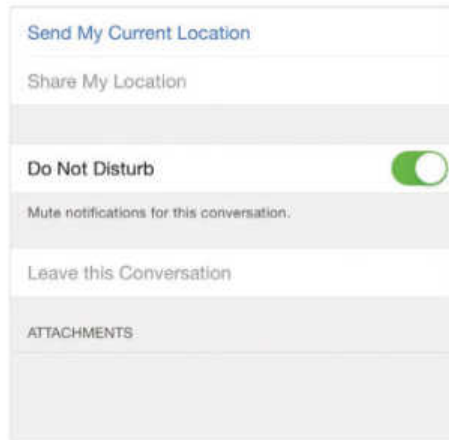 Send My Current Location
Share My Location
Do Not Disturb
Mute notifications for this conversation.
Leave this Conversation
ATTACHMENTS